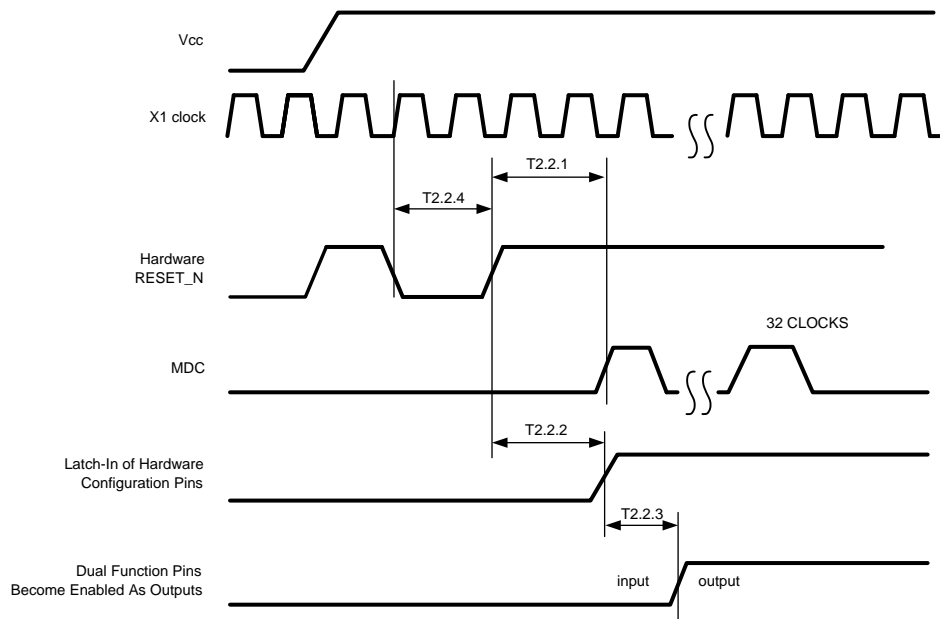 Vcc
X1 clock
T2.2.1
T2.2.4
Hardware
RESET_N
32 CLOCKS
MDC
T2.2.2
Latch-In of Hardware
Configuration Pins
T2.2.3
Dual Function Pins
Become Enabled As Outputs
input
output